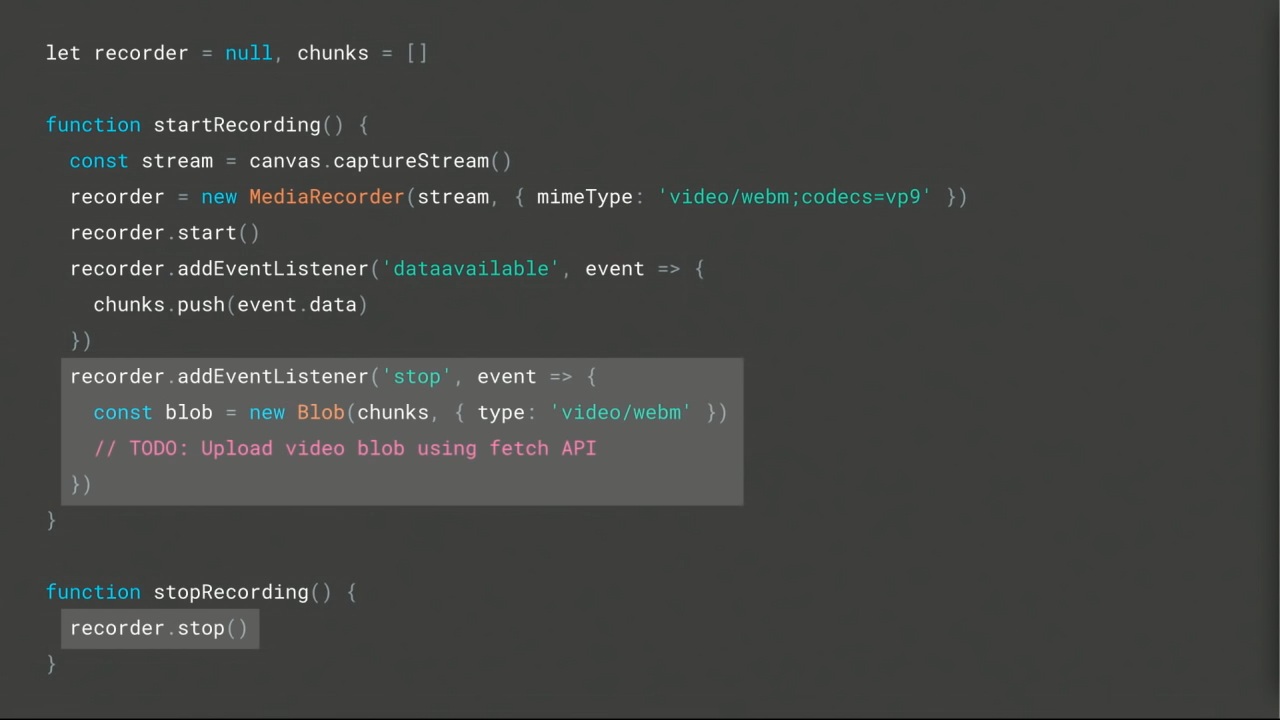 let recorder = null, chunks = []
function startRecording() {
const stream = canvas.captureStream()
recorder = new MediaRecorder(stream, { mimeType: 'video/webm;codecs=vp9' })
recorder.start()
recorder.addEventListener('dataavailable', event => {
chunks.push(event.data)
})
recorder.addEventListener('stop', event => {
const blob = new Blob(chunks, { type: 'video/webm' })
// TODO: Upload video blob using fetch API
})
}
function stopRecording() {
recorder.stop()
}